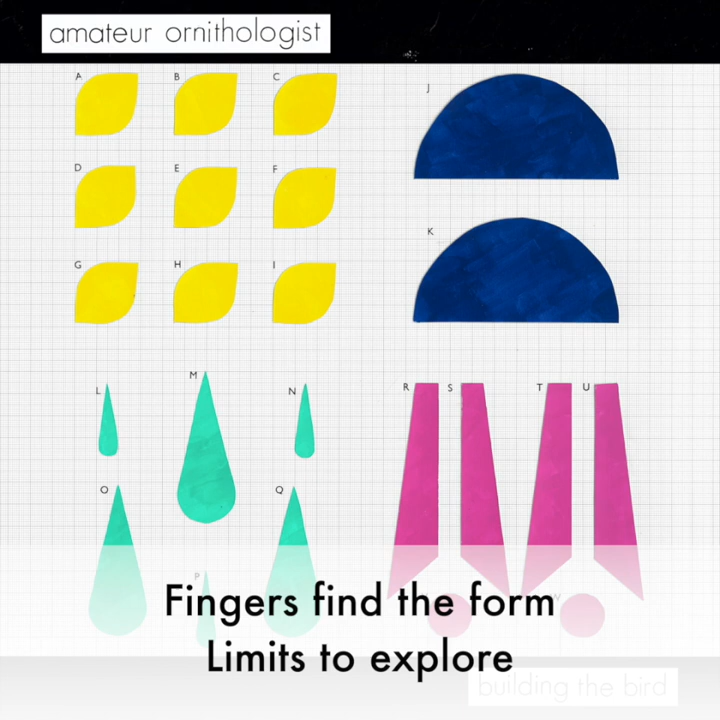 amateur ornithologist
A B C J
D E F K
G H I
L M N R S T U
O Q
P W
Fingers find the form
Limits to explore
building the bird